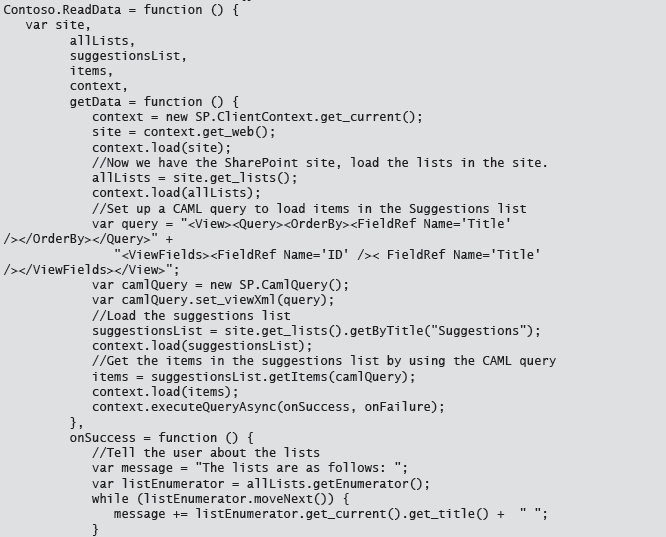 Contoso.ReadData = function () {
var site,
allLists,
suggestionsList,
items,
context,
getData = function () {
context = new SP.ClientContext.get_current();
site = context.get_web();
context.load(site);
//Now we have the SharePoint site, load the lists in the site.
allLists = site.get_lists();
context.load(allLists);
//Set up a CAML query to load items in the Suggestions list
var query = "<View><Query><OrderBy><FieldRef Name='Title'
/></OrderBy></Query>" +
"<ViewFields><FieldRef Name='ID' />< FieldRef Name='Title'
/></ViewFields></View>";
var camlQuery = new SP.CamlQuery();
var camlQuery.set_viewXml(query);
//Load the suggestions list
suggestionsList = site.get_lists().getByTitle("Suggestions");
context.load(suggestionsList);
//Get the items in the suggestions list by using the CAML query
items = suggestionsList.getItems(camlQuery);
context.load(items);
context.executeQueryAsync(onSuccess, onFailure);
},
onSuccess = function () {
//Tell the user about the lists
var message = "The lists are as follows: ";
var listEnumerator = allLists.getEnumerator();
while (listEnumerator.moveNext()) {
message += listEnumerator.get_current().get_title() +  " ";
}